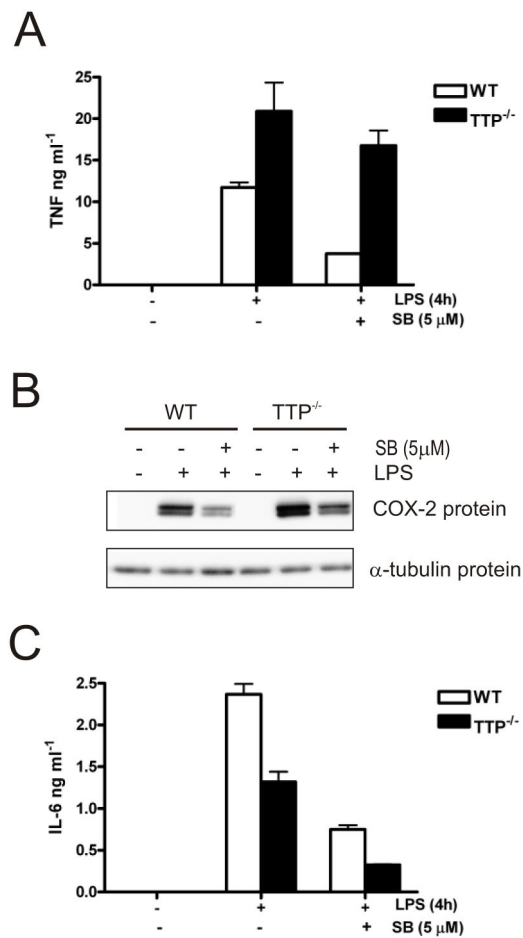 A
25
20
15
10
5
0
TNF ng ml-1
WT
TTP-/-
- + + LPS (4h)
- - + SB (5 μM)
B
WT TTP-/-
- - + - - + SB (5μM)
- + + - + + LPS
COX-2 protein
α-tubulin protein
C
2.5
2.0
1.5
1.0
0.5
0.0
IL-6 ng ml-1
WT
TTP-/-
- + + LPS (4h)
- - + SB (5 μM)